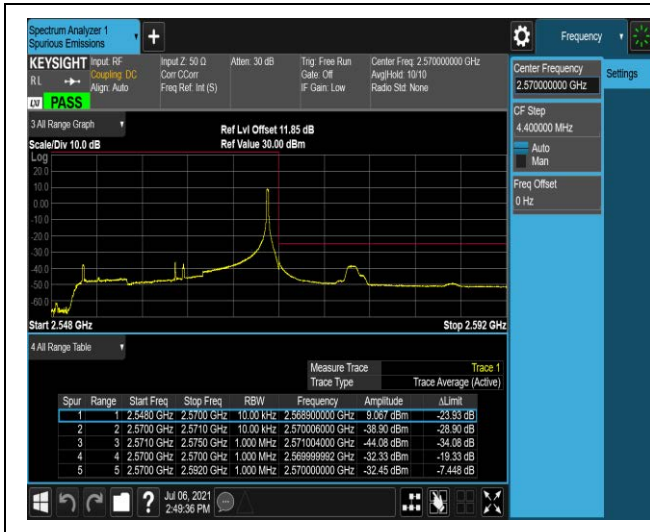 Spectrum Analyzer 1
Spurious Emissions
+
Frequency
KEYSIGHT Input: RF Input Z: 50 Ω Atten: 30 dB Trig: Free Run Center Freq: 2.570000000 GHz
RL Coupling: DC Corr CCorr Gate: Off Avg|Hold: 10/10
Align: Auto Freq Ref: Int (S) IF Gain: Low Radio Std: None
LXI PASS
Center Frequency
2.570000000 GHz
Settings
CF Step
4.400000 MHz
Auto
Man
Freq Offset
0 Hz
3 All Range Graph
Ref Lvl Offset 11.85 dB
Scale/Div 10.0 dB Ref Value 30.00 dBm
Log
20.0
10.0
0.00
-10.0
-20.0
-30.0
-40.0
-50.0
-60.0
Start 2.548 GHz Stop 2.592 GHz
4 All Range Table
Measure Trace Trace 1
Trace Type Trace Average (Active)
Spur Range Start Freq Stop Freq RBW Frequency Amplitude ΔLimit
1 1 2.5480 GHz 2.5700 GHz 10.00 kHz 2.568900000 GHz 9.067 dBm -23.93 dB
2 2 2.5700 GHz 2.5710 GHz 10.00 kHz 2.570006000 GHz -38.90 dBm -28.90 dB
3 3 2.5710 GHz 2.5750 GHz 1.000 MHz 2.571004000 GHz -44.08 dBm -34.08 dB
4 4 2.5700 GHz 2.5700 GHz 1.000 MHz 2.569999992 GHz -32.33 dBm -19.33 dB
5 5 2.5700 GHz 2.5920 GHz 1.000 MHz 2.570000000 GHz -32.45 dBm -7.448 dB
? Jul 06, 2021
2:49:36 PM